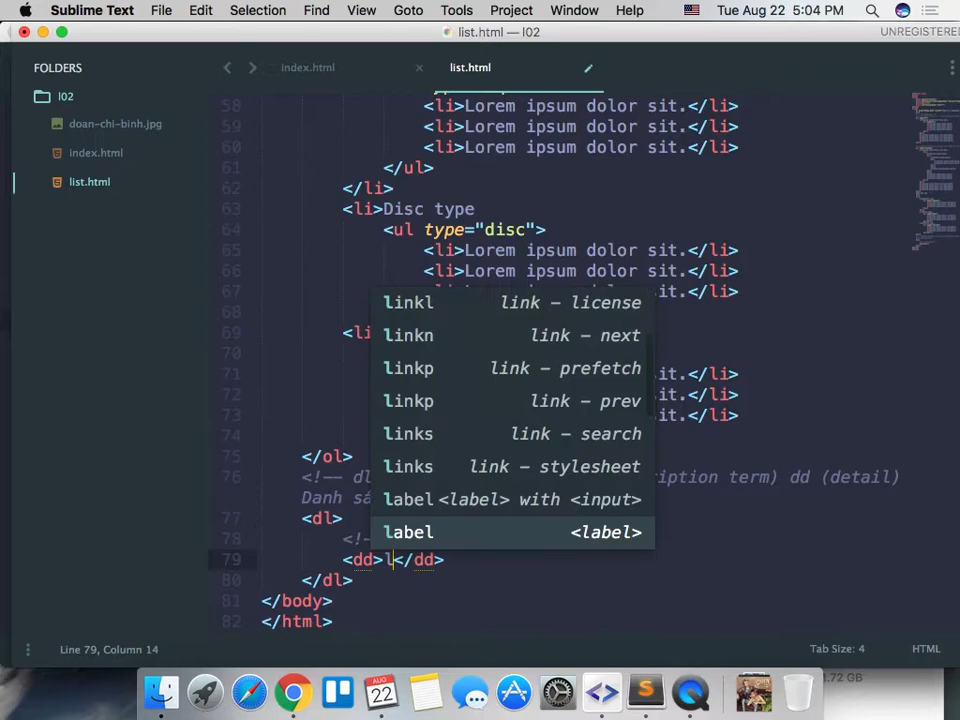 Sublime Text File Edit Selection Find View Goto Tools Project Window Help Tue Aug 22 5:04 PM
list.html — l02 UNREGISTERED
FOLDERS
l02
doan-chi-binh.jpg
index.html
list.html
index.html × list.html
58 <li>Lorem ipsum dolor sit.</li>
59 <li>Lorem ipsum dolor sit.</li>
60 <li>Lorem ipsum dolor sit.</li>
61 </ul>
62 </li>
63 <li>Disc type
64 <ul type="disc">
65 <li>Lorem ipsum dolor sit.</li>
66 <li>Lorem ipsum dolor sit.</li>
67 </li>
68
69 <li
70
71 sit.</li>
72 sit.</li>
73 sit.</li>
74
75 </ol>
76 <!-- dl ription term) dd (detail)
Danh sá
77 <dl>
78 <!-
79 <dd>l</dd>
80 </dl>
81 </body>
82 </html>
linkl link – license
linkn link – next
linkp link – prefetch
linkp link – prev
links link – search
links link – stylesheet
label <label> with <input>
label <label>
Line 79, Column 14 Tab Size: 4 HTML
AUG
22
1.72 GB